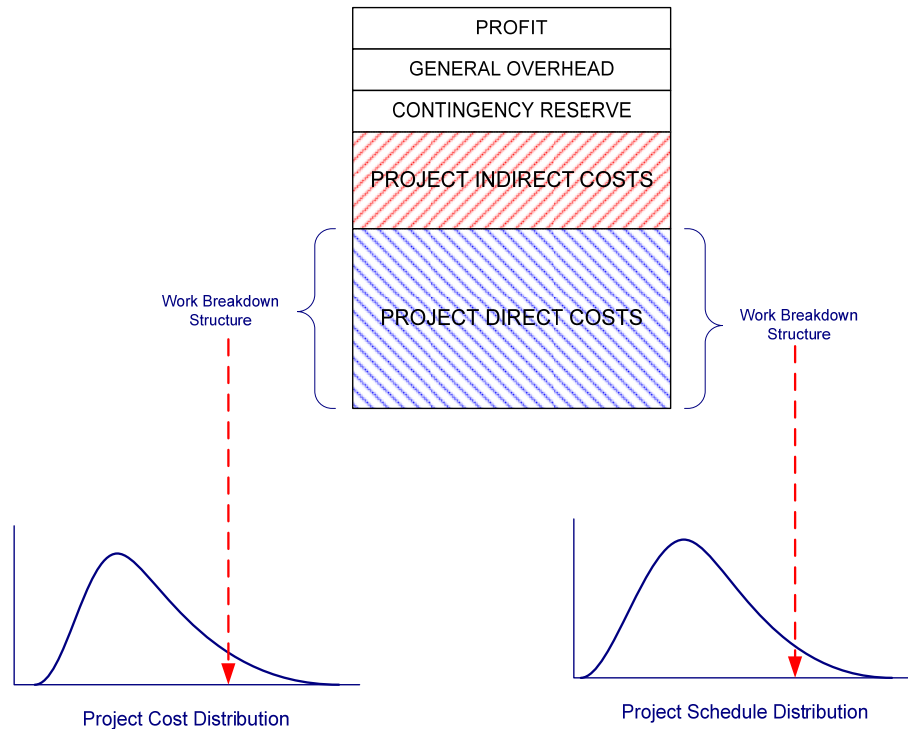 PROFIT
GENERAL OVERHEAD
CONTINGENCY RESERVE
PROJECT INDIRECT COSTS
PROJECT DIRECT COSTS
Work Breakdown
Structure
Work Breakdown
Structure
Project Cost Distribution
Project Schedule Distribution